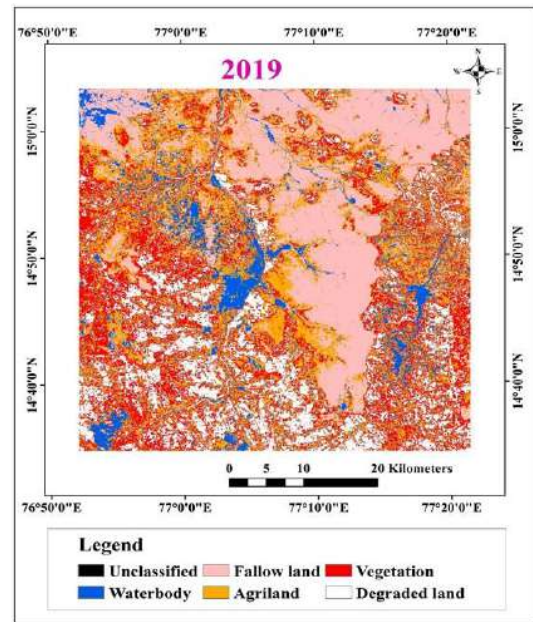 76°50'0"E 77°0'0"E 77°10'0"E 77°20'0"E
2019
N
W E
S
15°0'0"N 15°0'0"N
14°50'0"N 14°50'0"N
14°40'0"N 14°40'0"N
0 5 10 20 Kilometers
76°50'0"E 77°0'0"E 77°10'0"E 77°20'0"E
Legend
Unclassified Fallow land Vegetation
Waterbody Agriland Degraded land